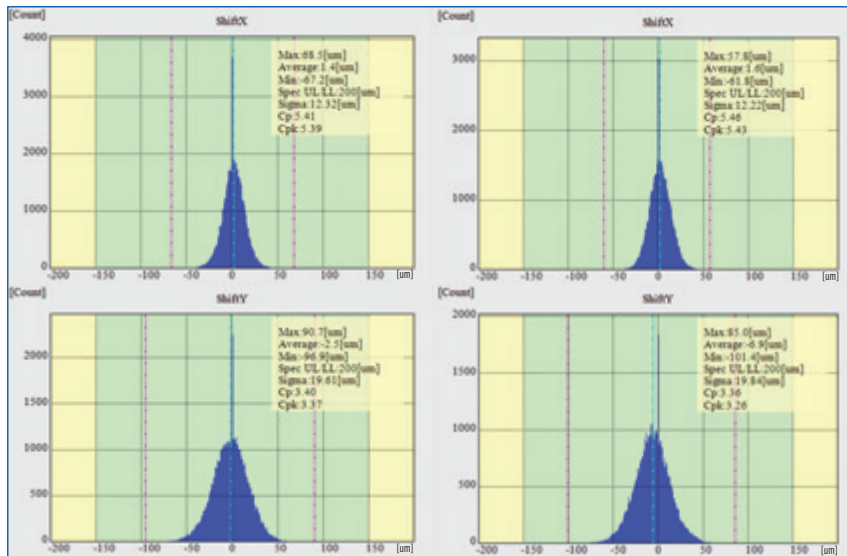 [Count]
ShiftX
4000
3000
2000
1000
0
Max:68.5[um]
Average:1.4[um]
Min:-67.2[um]
Spec UL/LL:200[um]
Sigma:12.32[um]
Cp:5.41
Cpk:5.39
-200 -150 -100 -50 0 50 100 150 [um]
[Count]
ShiftX
3000
2000
1000
0
Max:57.8[um]
Average:1.6[um]
Min:-61.8[um]
Spec UL/LL:200[um]
Sigma:12.22[um]
Cp:5.46
Cpk:5.43
-200 -150 -100 -50 0 50 100 150 [um]
[Count]
ShiftY
2000
1500
1000
500
0
Max:90.7[um]
Average:-2.5[um]
Min:-96.9[um]
Spec UL/LL:200[um]
Sigma:19.61[um]
Cp:3.40
Cpk:3.37
-200 -150 -100 -50 0 50 100 150 [um]
[Count]
ShiftY
2000
1500
1000
500
0
Max:85.0[um]
Average:-6.9[um]
Min:-101.4[um]
Spec UL/LL:200[um]
Sigma:19.84[um]
Cp:3.36
Cpk:3.26
-200 -150 -100 -50 0 50 100 150 [um]